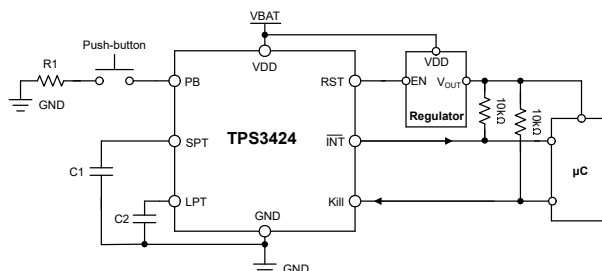 VBAT
Push-button
R1
GND
PB
VDD
RST
TPS3424
SPT
INT
C1
LPT
C2
GND
Kill
GND
VDD
EN
VOUT
Regulator
10kΩ
10kΩ
µC